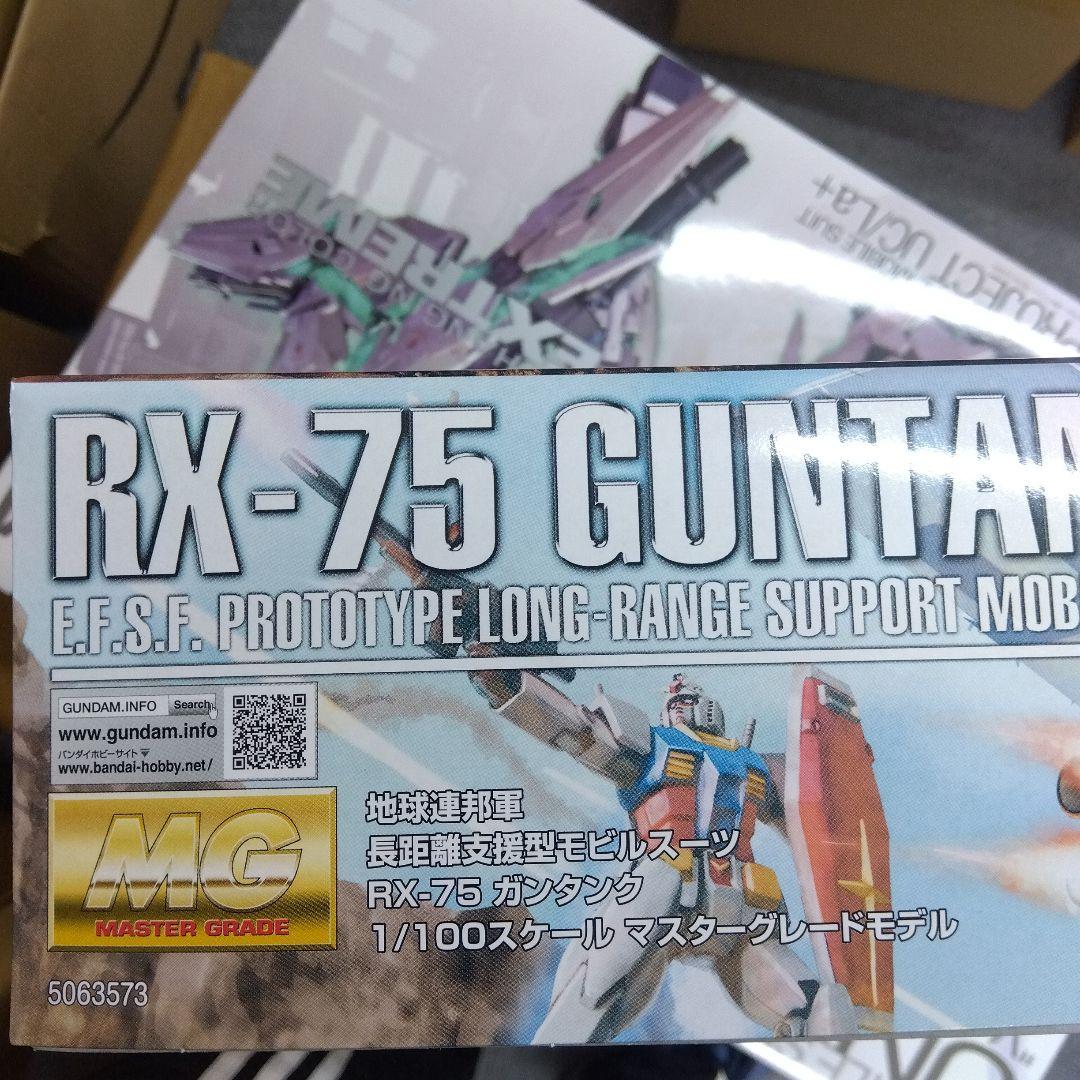 EXTREME
MOBILE SUIT
PROJECT UC/La+
RX-75 GUNTAN
E.F.S.F. PROTOTYPE LONG-RANGE SUPPORT MOB
GUNDAM.INFO Search
www.gundam.info
バンダイホビーサイト▼
www.bandai-hobby.net/
MG
MASTER GRADE
地球連邦軍
長距離支援型モビルスーツ
RX-75 ガンタンク
1/100スケール マスターグレードモデル
5063573